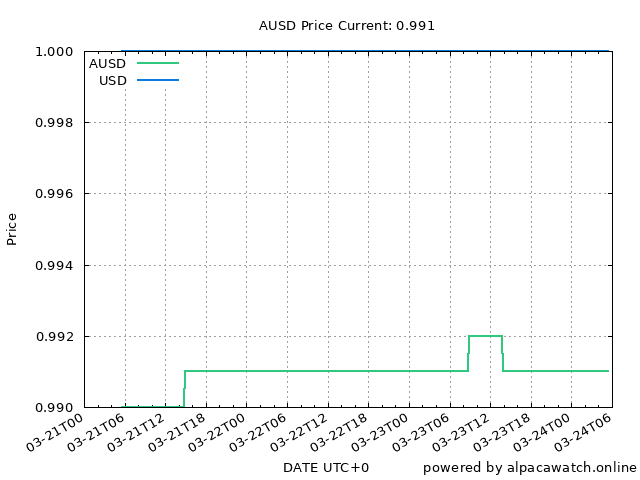 AUSD Price Current: 0.991
1.000
AUSD
USD
0.998
0.996
Price
0.994
0.992
0.990
03-21T00
03-21T06
03-21T12
03-21T18
03-22T00
03-22T06
03-22T12
03-22T18
03-23T00
03-23T06
03-23T12
03-23T18
03-24T00
03-24T06
DATE UTC+0
powered by alpacawatch.online